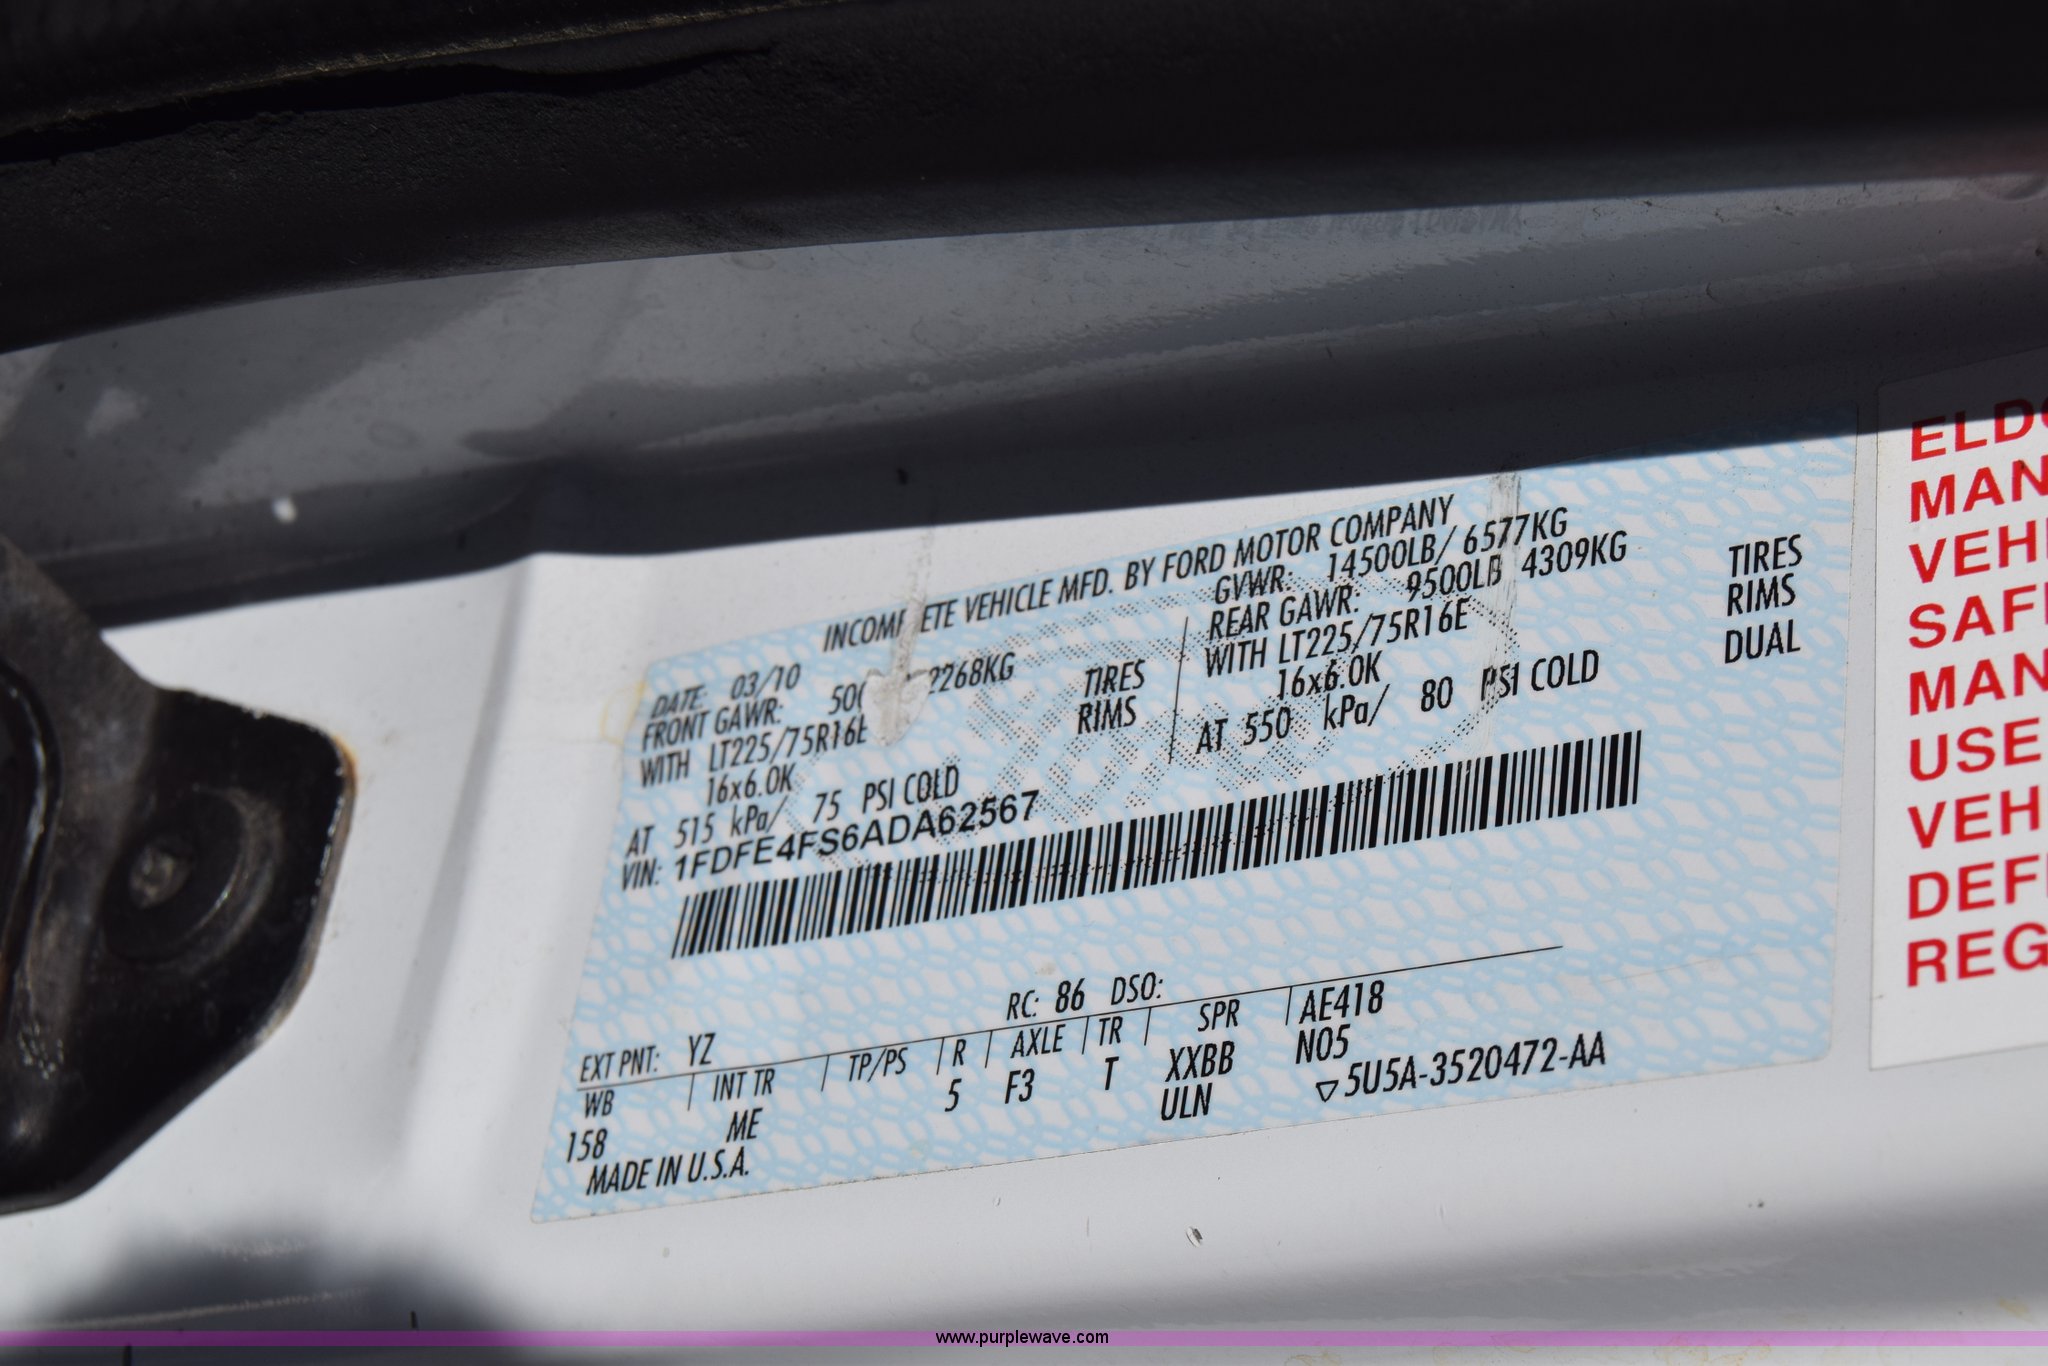 INCOMPLETE VEHICLE MFD. BY FORD MOTOR COMPANY
DATE: 03/10 GVWR: 14500LB/ 6577KG
FRONT GAWR: 2268KG REAR GAWR: 9500LB 4309KG
WITH LT225/75R16E TIRES WITH LT225/75R16E TIRES
16x6.0K RIMS 16x6.0K RIMS
AT 515 kPa/ 75 PSI COLD AT 550 kPa/ 80 PSI COLD DUAL
VIN: 1FDFE4FS6ADA62567
EXT PNT: YZ RC: 86 DSO:
WB INT TR TP/PS R AXLE TR SPR AE418
158 ME 5 F3 T XXBB N05
ULN
MADE IN U.S.A. ▽5U5A-3520472-AA
ELD
MAN
VEHI
SAF
MAN
USE
VEH
DEF
REG
www.purplewave.com